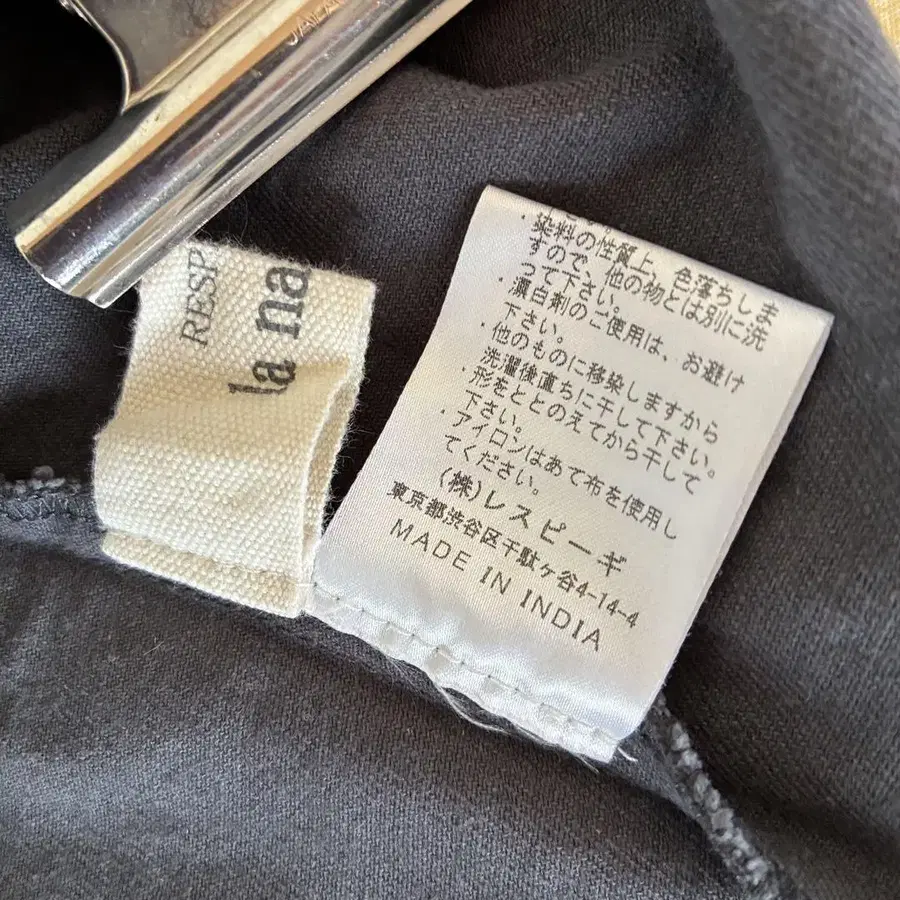 RESP
la na
・染料の性質上、色落ちしま
すので、他の物とは別に洗
って下さい。
・漂白剤のご使用は、お避け
下さい。
・他のものに移染しますから
洗濯後直ちに干して下さい。
形をととのえてから干して
下さい。
・アイロンはあて布を使用し
てください。
(株)レスピーギ
東京都渋谷区千駄ヶ谷4-14-4
MADE IN INDIA